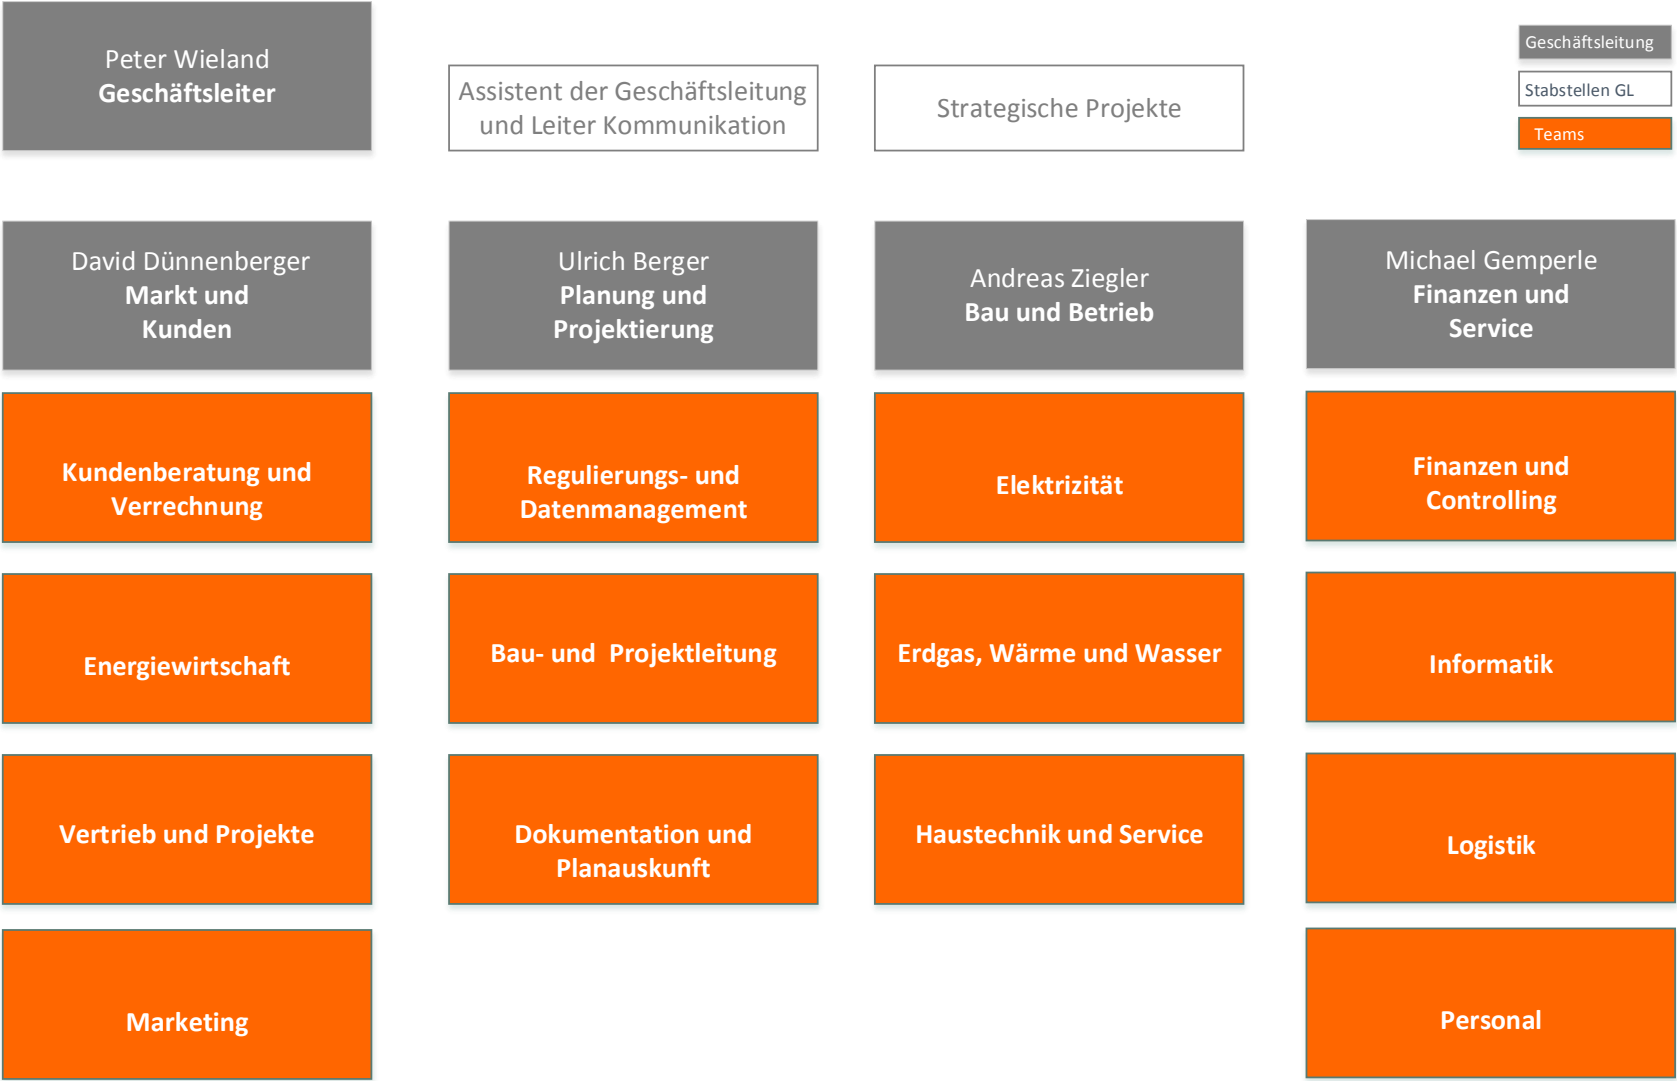 Peter Wieland
Geschäftsleiter
Assistent der Geschäftsleitung
und Leiter Kommunikation
Strategische Projekte
Geschäftsleitung
Stabstellen GL
Teams
David Dünnenberger
Markt und
Kunden
Ulrich Berger
Planung und
Projektierung
Andreas Ziegler
Bau und Betrieb
Michael Gemperle
Finanzen und
Service
Kundenberatung und
Verrechnung
Regulierungs- und
Datenmanagement
Elektrizität
Finanzen und
Controlling
Energiewirtschaft
Bau- und  Projektleitung
Erdgas, Wärme und Wasser
Informatik
Vertrieb und Projekte
Dokumentation und
Planauskunft
Haustechnik und Service
Logistik
Marketing
Personal